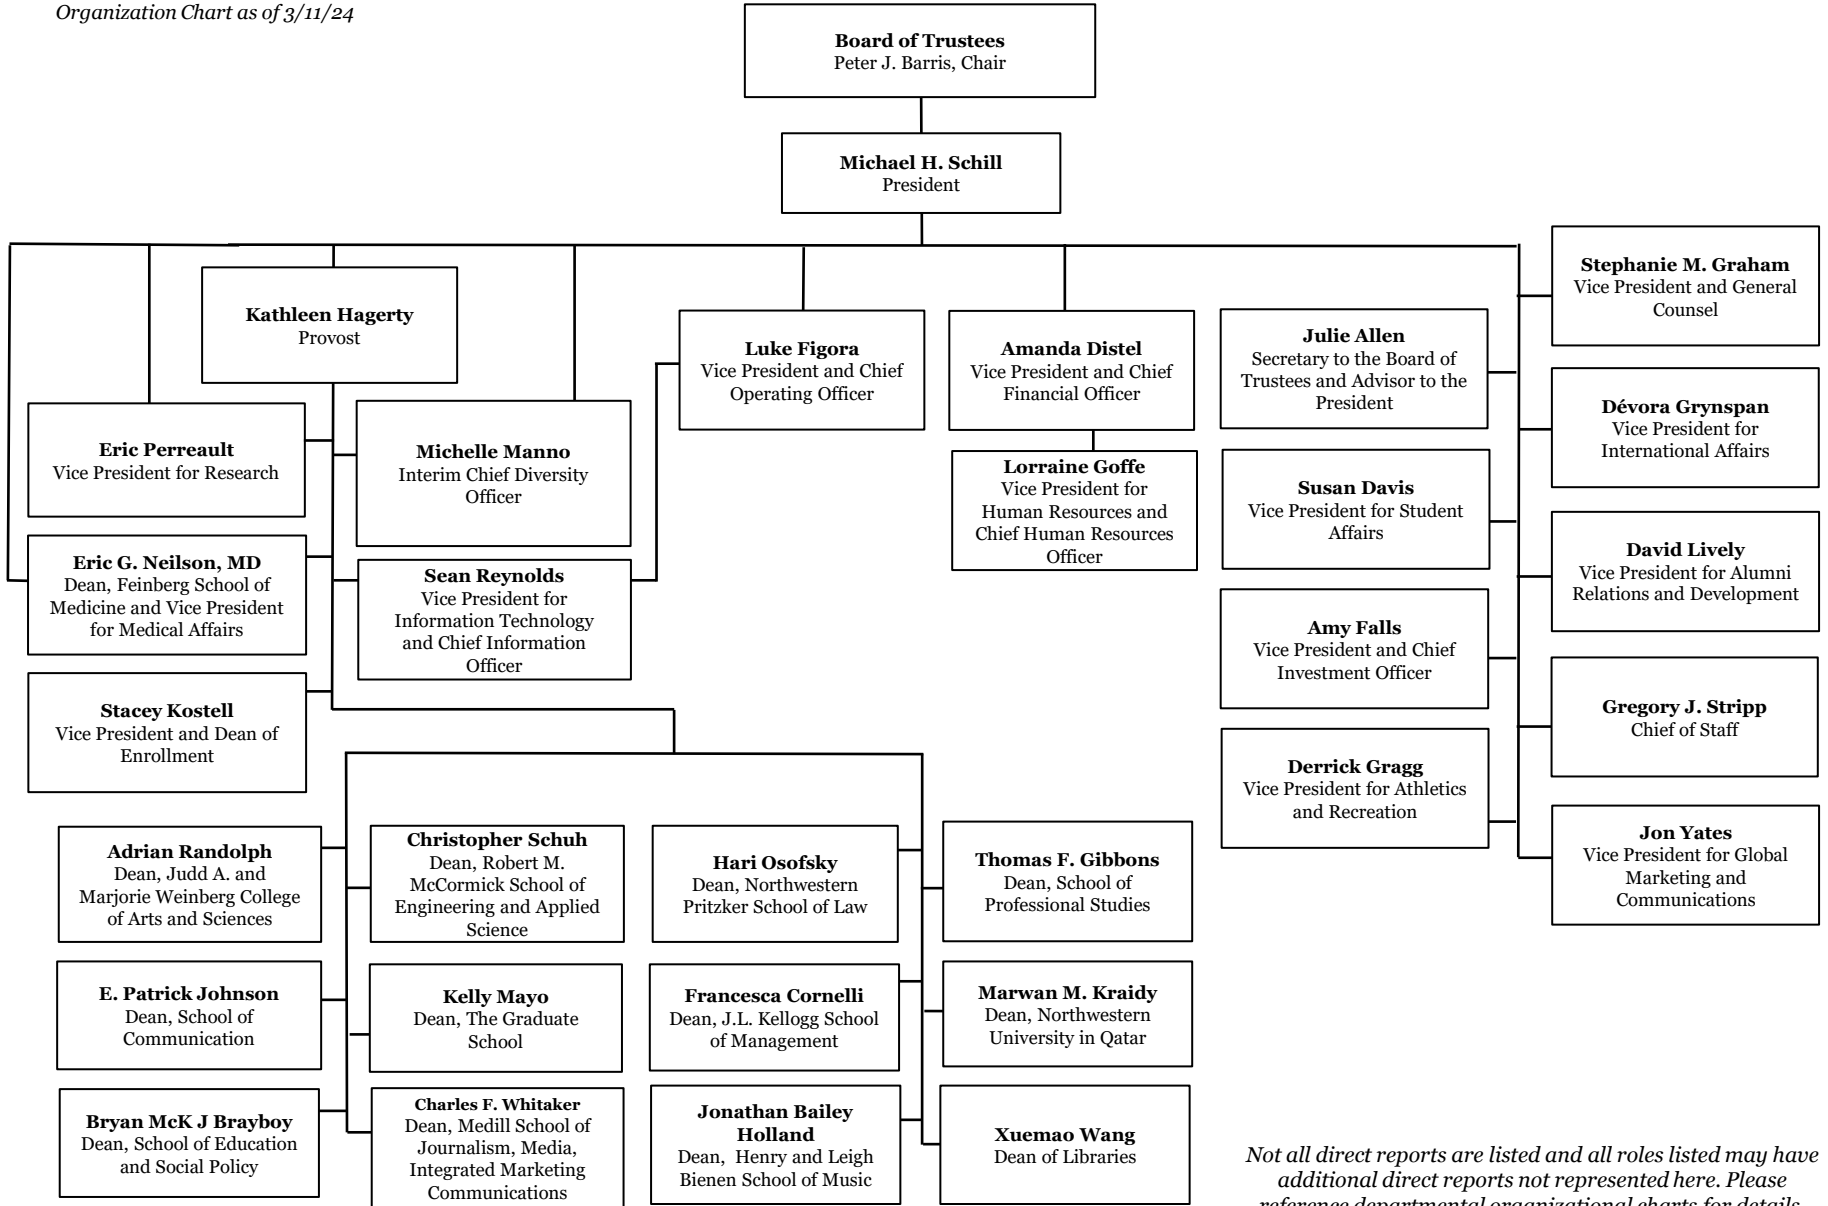 Organization Chart as of 3/11/24
Board of Trustees
Peter J. Barris, Chair
Michael H. Schill
President
Kathleen Hagerty
Provost
Eric Perreault
Vice President for Research
Michelle Manno
Interim Chief Diversity
Officer
Eric G. Neilson, MD
Dean, Feinberg School of
Medicine and Vice President
for Medical Affairs
Sean Reynolds
Vice President for
Information Technology
and Chief Information
Officer
Stacey Kostell
Vice President and Dean of
Enrollment
Luke Figora
Vice President and Chief
Operating Officer
Amanda Distel
Vice President and Chief
Financial Officer
Lorraine Goffe
Vice President for
Human Resources and
Chief Human Resources
Officer
Julie Allen
Secretary to the Board of
Trustees and Advisor to the
President
Susan Davis
Vice President for Student
Affairs
Amy Falls
Vice President and Chief
Investment Officer
Derrick Gragg
Vice President for Athletics
and Recreation
Stephanie M. Graham
Vice President and General
Counsel
Dévora Grynspan
Vice President for
International Affairs
David Lively
Vice President for Alumni
Relations and Development
Gregory J. Stripp
Chief of Staff
Jon Yates
Vice President for Global
Marketing and
Communications
Adrian Randolph
Dean, Judd A. and
Marjorie Weinberg College
of Arts and Sciences
Christopher Schuh
Dean, Robert M.
McCormick School of
Engineering and Applied
Science
Hari Osofsky
Dean, Northwestern
Pritzker School of Law
Thomas F. Gibbons
Dean, School of
Professional Studies
E. Patrick Johnson
Dean, School of
Communication
Kelly Mayo
Dean, The Graduate
School
Francesca Cornelli
Dean, J.L. Kellogg School
of Management
Marwan M. Kraidy
Dean, Northwestern
University in Qatar
Bryan McK J Brayboy
Dean, School of Education
and Social Policy
Charles F. Whitaker
Dean, Medill School of
Journalism, Media,
Integrated Marketing
Communications
Jonathan Bailey
Holland
Dean, Henry and Leigh
Bienen School of Music
Xuemao Wang
Dean of Libraries
Not all direct reports are listed and all roles listed may have
additional direct reports not represented here. Please
reference departmental organizational charts for details